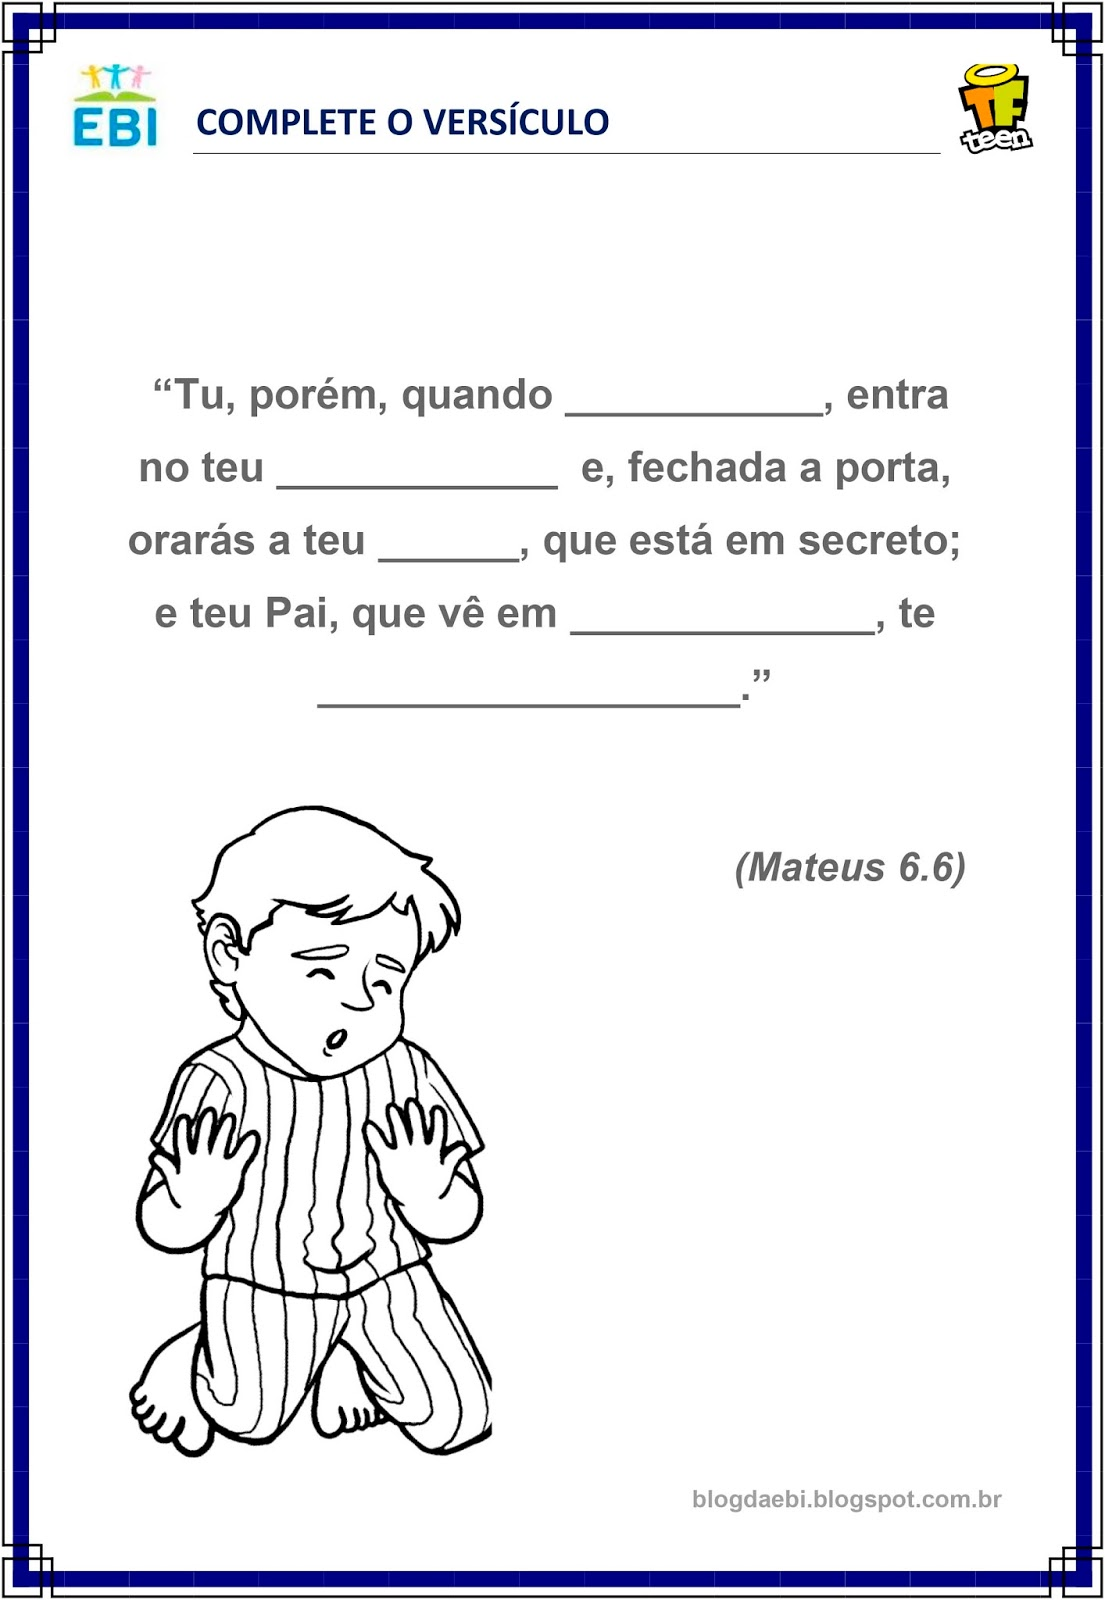 EBI
COMPLETE O VERSÍCULO
TF
teen
“Tu, porém, quando ___________, entra
no teu ____________ e, fechada a porta,
orarás a teu ______, que está em secreto;
e teu Pai, que vê em _____________, te
__________________.”
(Mateus 6.6)
blogdaebi.blogspot.com.br